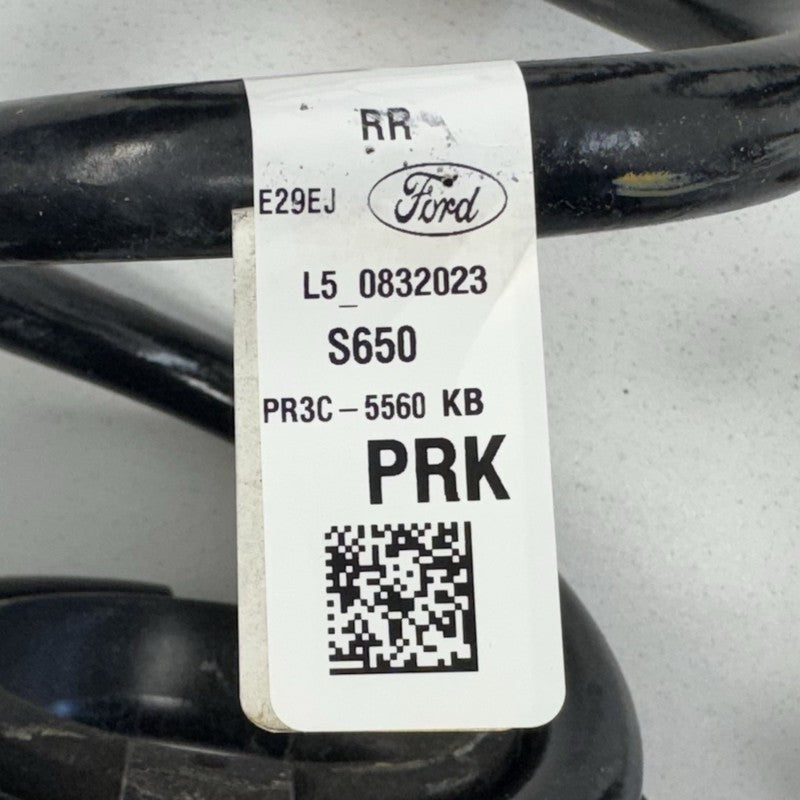 RR
E29EJ Ford
L5_0832023
S650
PR3C-5560 KB
PRK